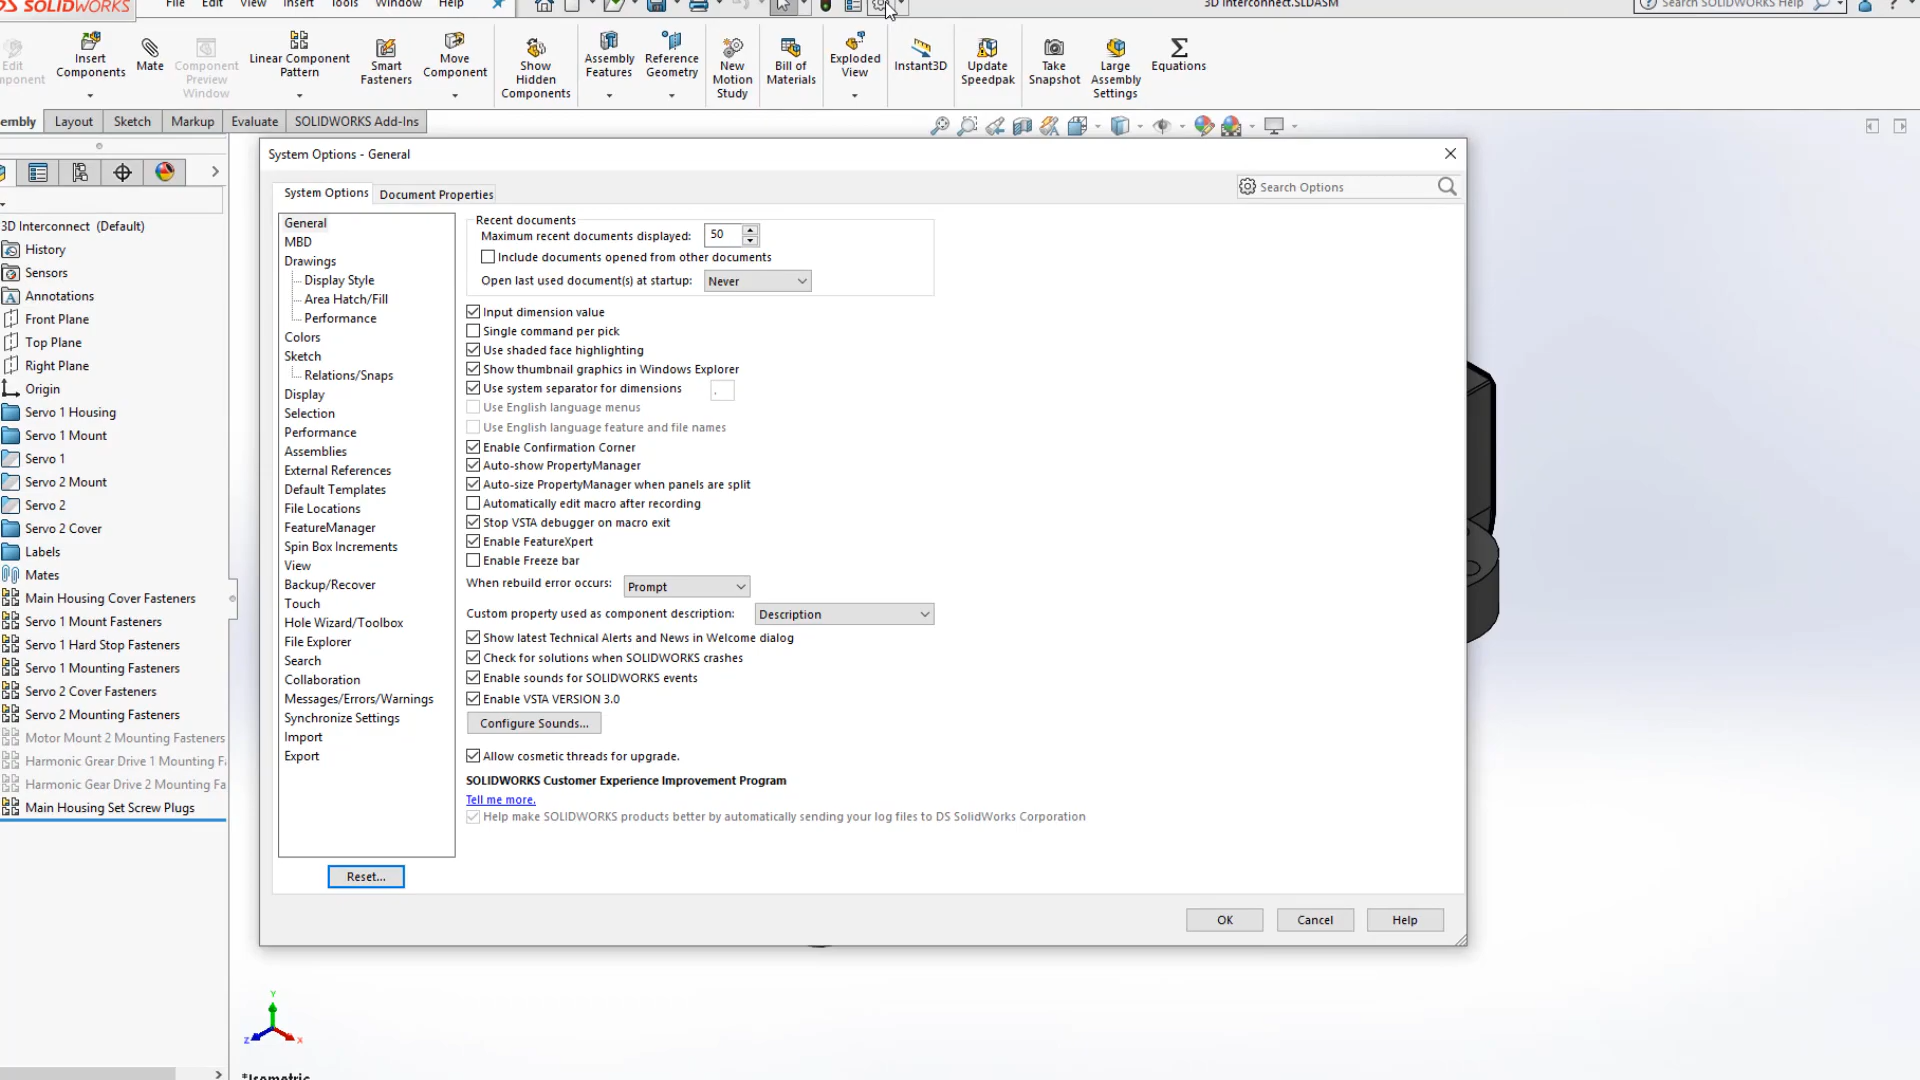 SOLIDWORKS
File Edit View Insert Tools Window Help
3D Interconnect.SLDASM
Search SOLIDWORKS Help
Insert Components
Mate
Component Preview Window
Linear Component Pattern
Smart Fasteners
Move Component
Show Hidden Components
Assembly Features
Reference Geometry
New Motion Study
Bill of Materials
Exploded View
Instant3D
Update Speedpak
Take Snapshot
Large Assembly Settings
Equations
Edit
mponent
embly Layout Sketch Markup Evaluate SOLIDWORKS Add-Ins
3D Interconnect (Default)
History
Sensors
Annotations
Front Plane
Top Plane
Right Plane
Origin
Servo 1 Housing
Servo 1 Mount
Servo 1
Servo 2 Mount
Servo 2
Servo 2 Cover
Labels
Mates
Main Housing Cover Fasteners
Servo 1 Mount Fasteners
Servo 1 Hard Stop Fasteners
Servo 1 Mounting Fasteners
Servo 2 Cover Fasteners
Servo 2 Mounting Fasteners
Motor Mount 2 Mounting Fasteners
Harmonic Grear Drive 1 Mounting F
Harmonic Gear Drive 2 Mounting Fa
Main Housing Set Screw Plugs
System Options - General
System Options Document Properties
Search Options
General
MBD
Drawings
Display Style
Area Hatch/Fill
Performance
Colors
Sketch
Relations/Snaps
Display
Selection
Performance
Assemblies
External References
Default Templates
File Locations
FeatureManager
Spin Box Increments
View
Backup/Recover
Touch
Hole Wizard/Toolbox
File Explorer
Search
Collaboration
Messages/Errors/Warnings
Synchronize Settings
Import
Export
Reset...
Recent documents
Maximum recent documents displayed: 50
Include documents opened from other documents
Open last used document(s) at startup: Never
Input dimension value
Single command per pick
Use shaded face highlighting
Show thumbnail graphics in Windows Explorer
Use system separator for dimensions .
Use English language menus
Use English language feature and file names
Enable Confirmation Corner
Auto-show PropertyManager
Auto-size PropertyManager when panels are split
Automatically edit macro after recording
Stop VSTA debugger on macro exit
Enable FeatureXpert
Enable Freeze bar
When rebuild error occurs: Prompt
Custom property used as component description: Description
Show latest Technical Alerts and News in Welcome dialog
Check for solutions when SOLIDWORKS crashes
Enable sounds for SOLIDWORKS events
Enable VSTA VERSION 3.0
Configure Sounds...
Allow cosmetic threads for upgrade.
SOLIDWORKS Customer Experience Improvement Program
Tell me more.
Help make SOLIDWORKS products better by automatically sending your log files to DS SolidWorks Corporation
OK Cancel Help
Y
Z X
*Isometric